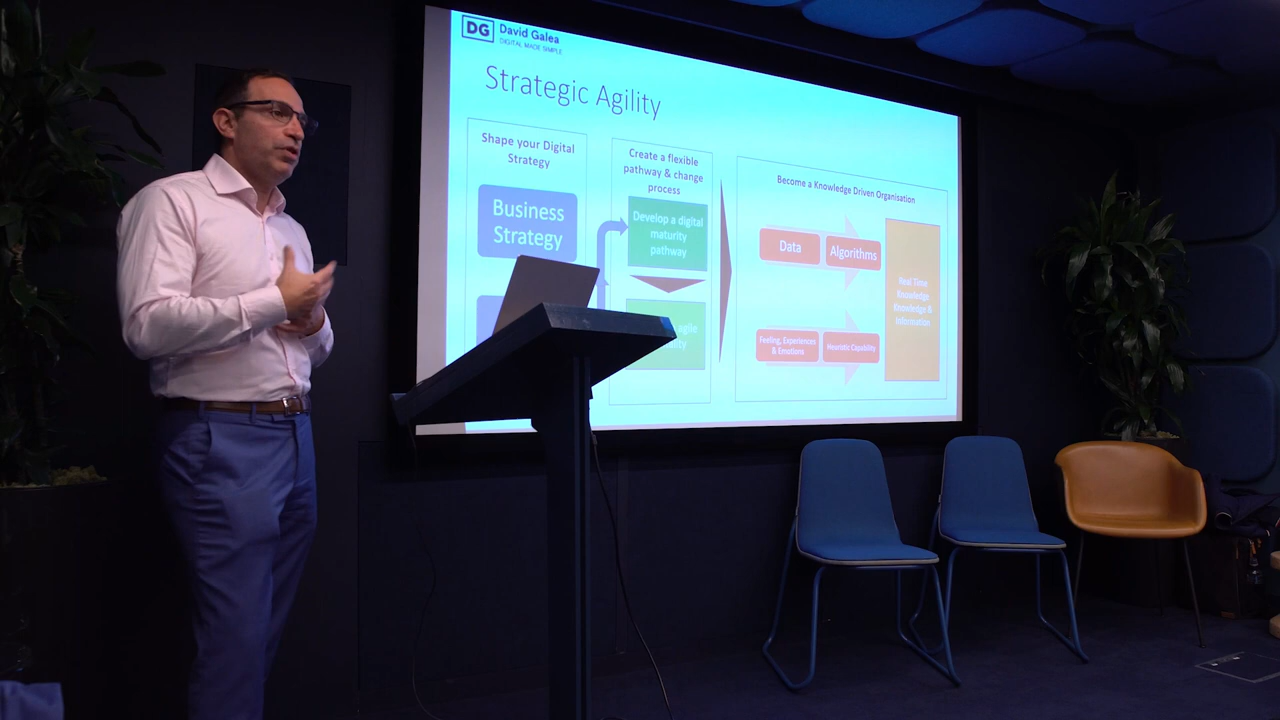 DG
David Galea
DIGITAL MADE SIMPLE
Strategic Agility
Shape your Digital
Strategy
Business
Strategy
Create a flexible
pathway & change
process
Develop a digital
maturity
pathway
agile
Become a Knowledge Driven Organisation
Data
Algorithms
Feeling, Experiences
& Emotions
Heuristic Capability
Real Time
Knowledge
Knowledge &
Information